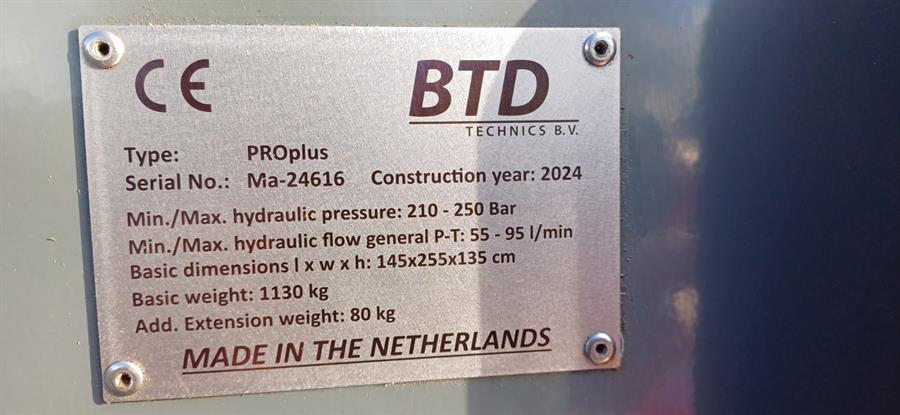 CE
BTD
TECHNICS B.V.
Type: PROplus
Serial No.: Ma-24616 Construction year: 2024
Min./Max. hydraulic pressure: 210 - 250 Bar
Min./Max. hydraulic flow general P-T: 55 - 95 l/min
Basic dimensions l x w x h: 145x255x135 cm
Basic weight: 1130 kg
Add. Extension weight: 80 kg
MADE IN THE NETHERLANDS